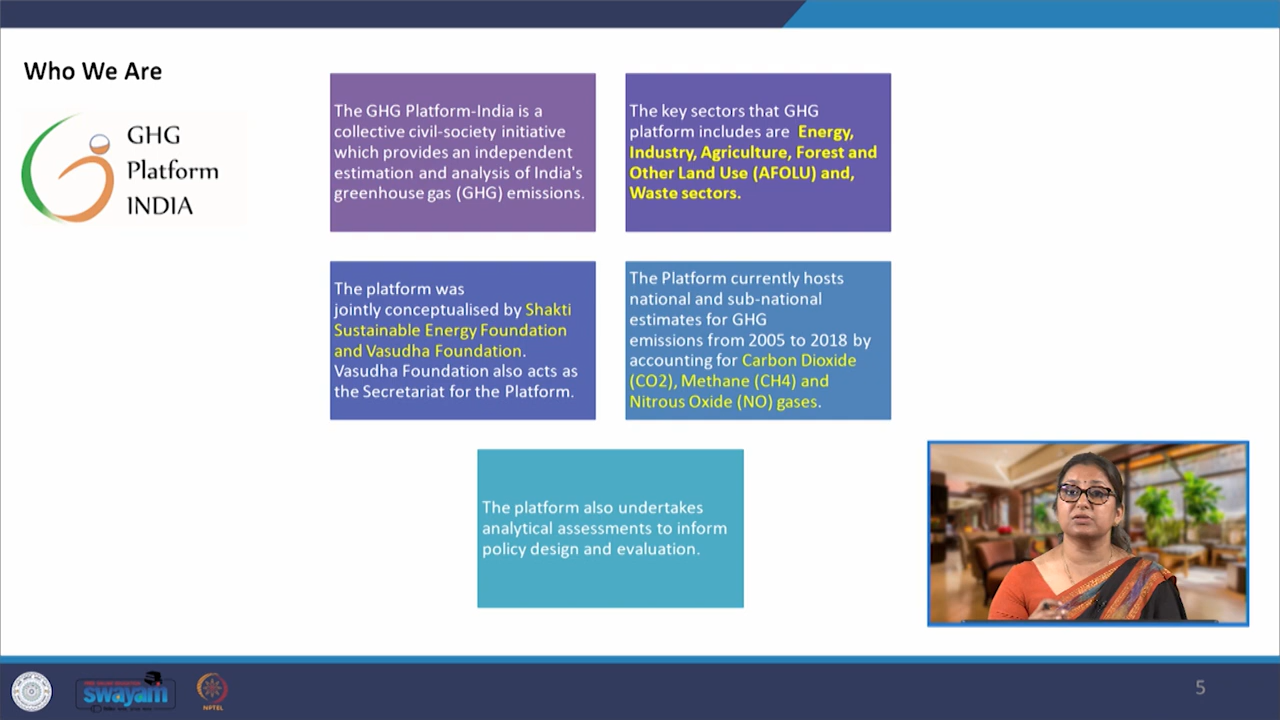 Who We Are
GHG
Platform
INDIA
The GHG Platform-India is a
collective civil-society initiative
which provides an independent
estimation and analysis of India's
greenhouse gas (GHG) emissions.
The key sectors that GHG
platform includes are Energy,
Industry, Agriculture, Forest and
Other Land Use (AFOLU) and,
Waste sectors.
The platform was
jointly conceptualised by Shakti
Sustainable Energy Foundation
and Vasudha Foundation.
Vasudha Foundation also acts as
the Secretariat for the Platform.
The Platform currently hosts
national and sub-national
estimates for GHG
emissions from 2005 to 2018 by
accounting for Carbon Dioxide
(CO2), Methane (CH4) and
Nitrous Oxide (NO) gases.
The platform also undertakes
analytical assessments to inform
policy design and evaluation.
swayam
NPTEL
5